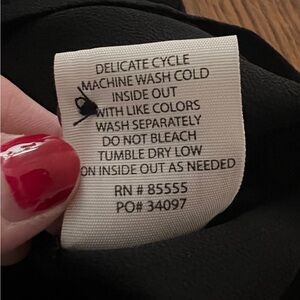 DELICATE CYCLE
MACHINE WASH COLD
INSIDE OUT
WITH LIKE COLORS
WASH SEPARATELY
DO NOT BLEACH
TUMBLE DRY LOW
ON INSIDE OUT AS NEEDED
RN # 85555
PO# 34097